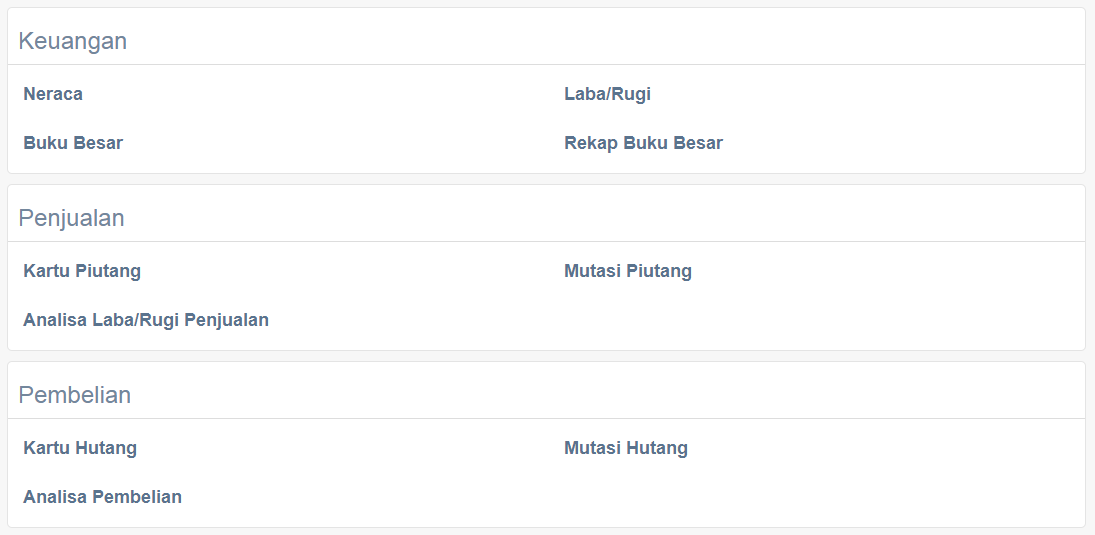 Keuangan
Neraca
Laba/Rugi
Buku Besar
Rekap Buku Besar
Penjualan
Kartu Piutang
Mutasi Piutang
Analisa Laba/Rugi Penjualan
Pembelian
Kartu Hutang
Mutasi Hutang
Analisa Pembelian